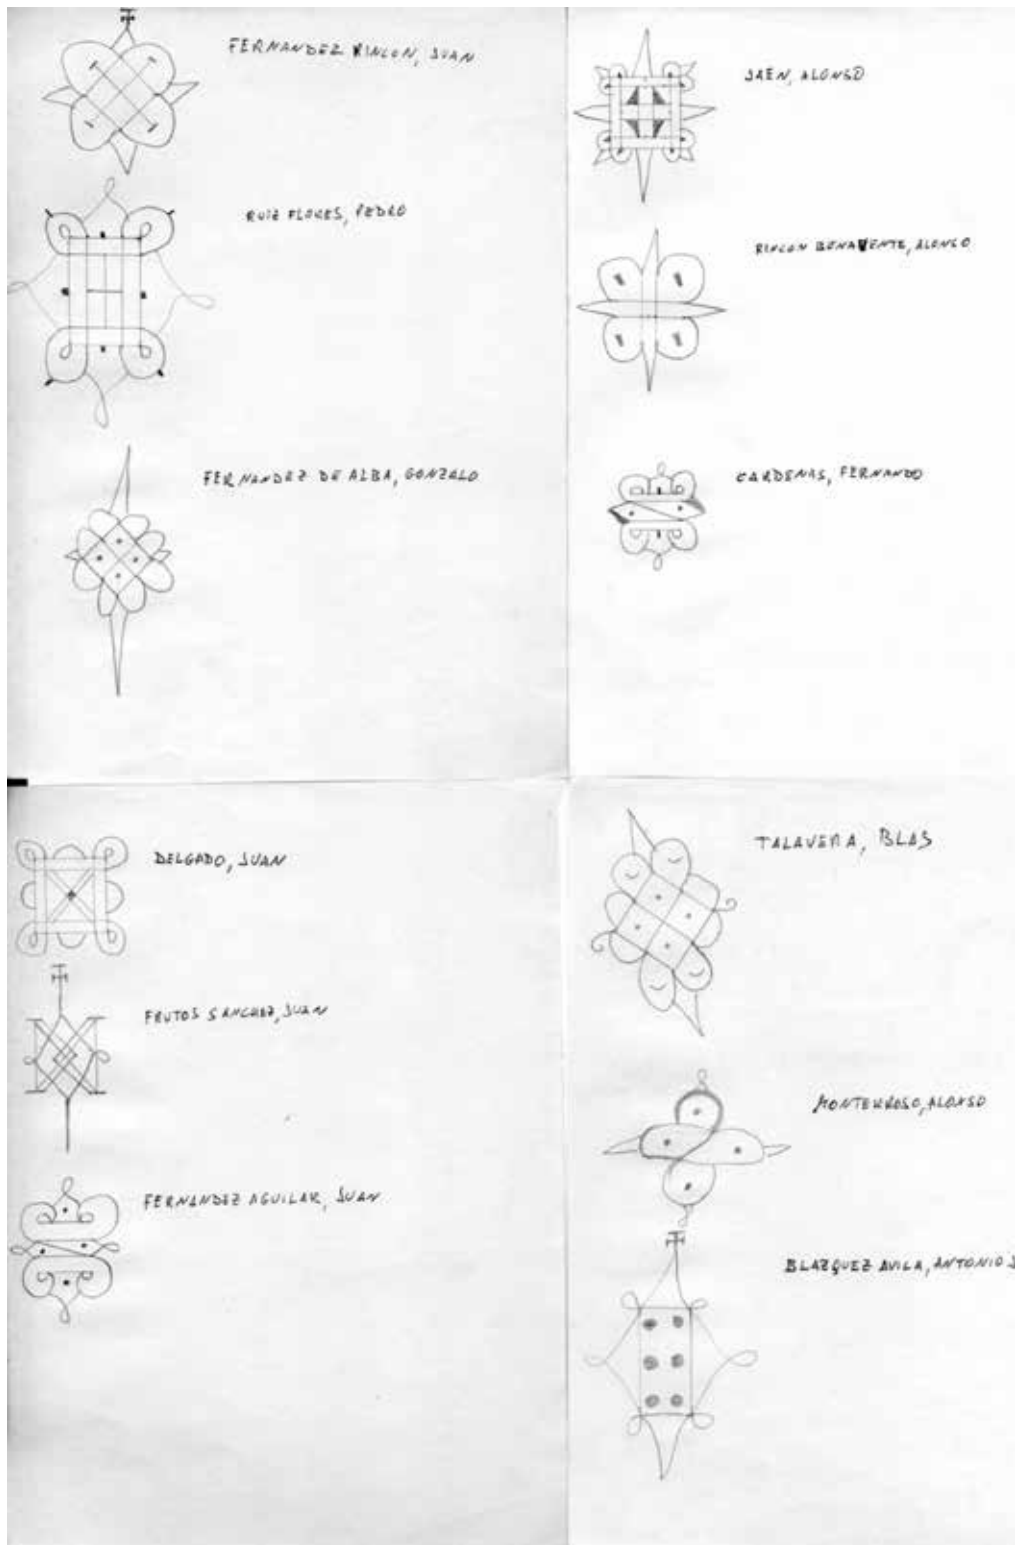 FERNANDEZ RINCON, JUAN
RUIZ FLORES, PEDRO
FERNANDEZ DE ALBA, GONZALO
JAÉN, ALONSO
RINCON BENAVENTE, ALONSO
CARDENAS, FERNANDO
DELGADO, JUAN
FRUTOS SANCHEZ, JUAN
FERNANDEZ AGUILAR, JUAN
TALAVERA, BLAS
MONTERROSO, ALONSO
BLAZQUEZ AVILA, ANTONIO